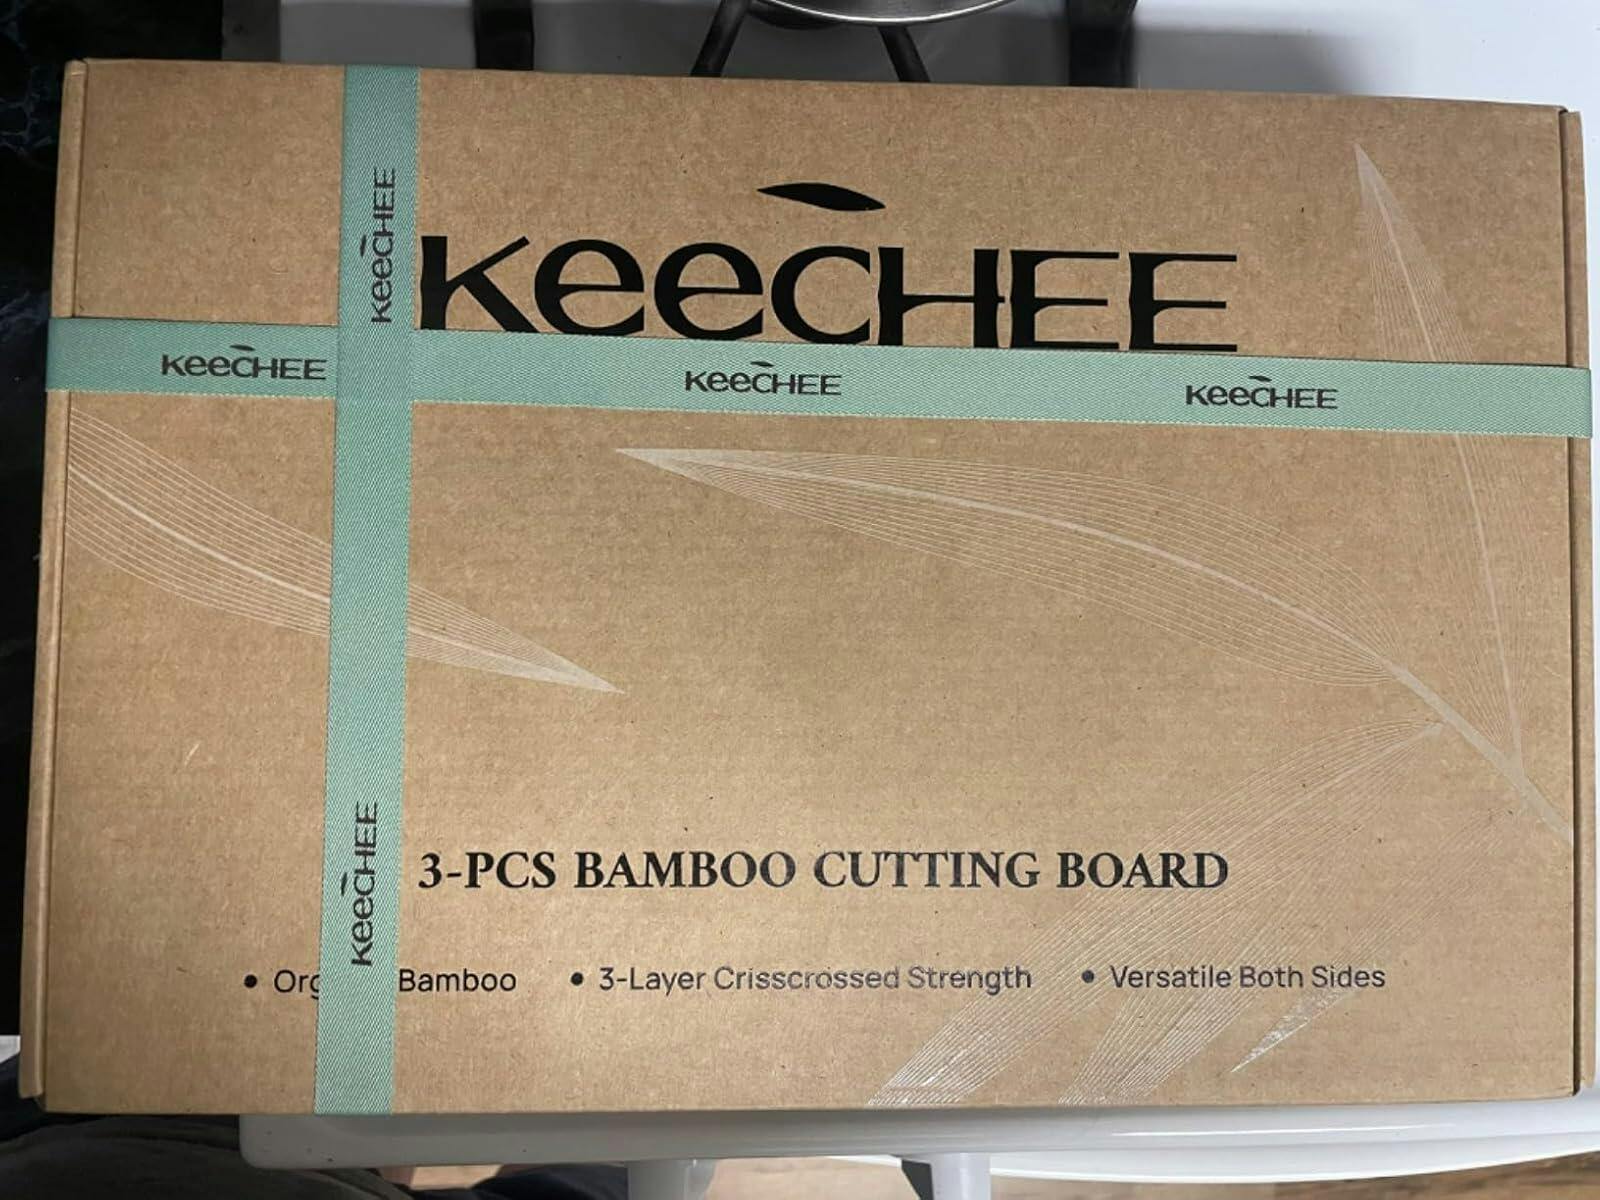 KeeCHEE
KeeCHEE
KeeCHEE
KeeCHEE
KeeCHEE
KeeCHEE
3-PCS BAMBOO CUTTING BOARD
• Org Bamboo • 3-Layer Crisscrossed Strength • Versatile Both Sides